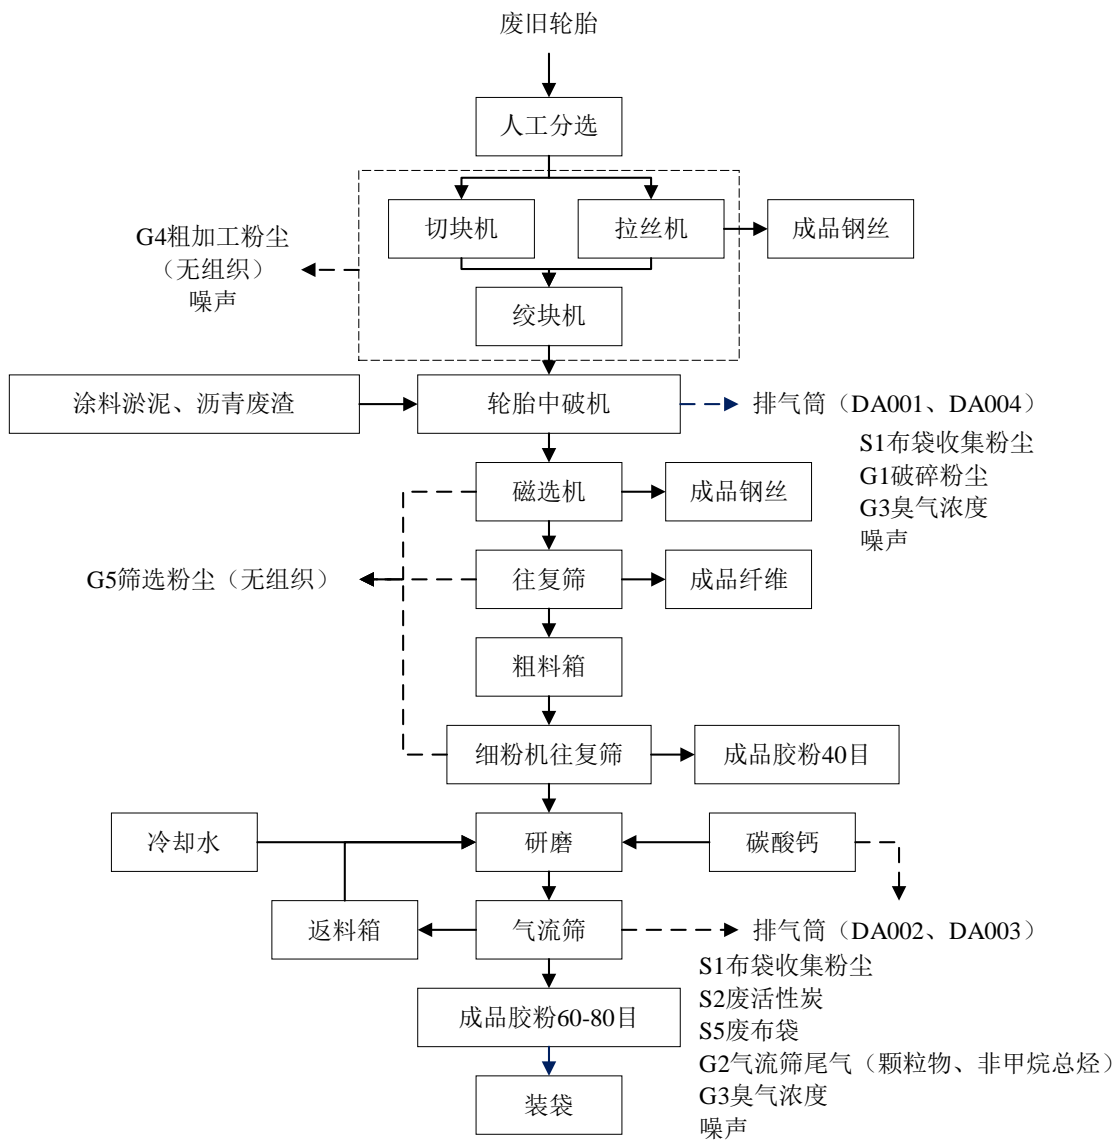 废旧轮胎
人工分选
切块机
拉丝机
成品钢丝
G4粗加工粉尘
（无组织）
噪声
绞块机
涂料淤泥、沥青废渣
轮胎中破机
排气筒（DA001、DA004）
S1布袋收集粉尘
G1破碎粉尘
G3臭气浓度
噪声
磁选机
成品钢丝
G5筛选粉尘（无组织）
往复筛
成品纤维
粗料箱
细粉机往复筛
成品胶粉40目
冷却水
研磨
碳酸钙
返料箱
气流筛
排气筒（DA002、DA003）
S1布袋收集粉尘
S2废活性炭
S5废布袋
G2气流筛尾气（颗粒物、非甲烷总烃）
G3臭气浓度
噪声
成品胶粉60-80目
装袋